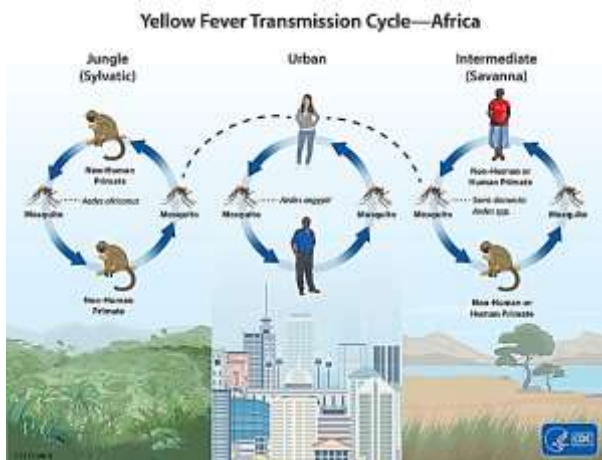 Yellow Fever Transmission Cycle—Africa
Jungle
(Sylvatic)
Non-Human
Primate
Mosquito
Aedes africanus
Mosquito
Non-Human
Primate
Urban
Mosquito
Aedes aegypti
Mosquito
Intermediate
(Savanna)
Non-Human or
Human Primate
Mosquito
Semi-domestic
Aedes spp.
Mosquito
Non-Human or
Human Primate
CDC